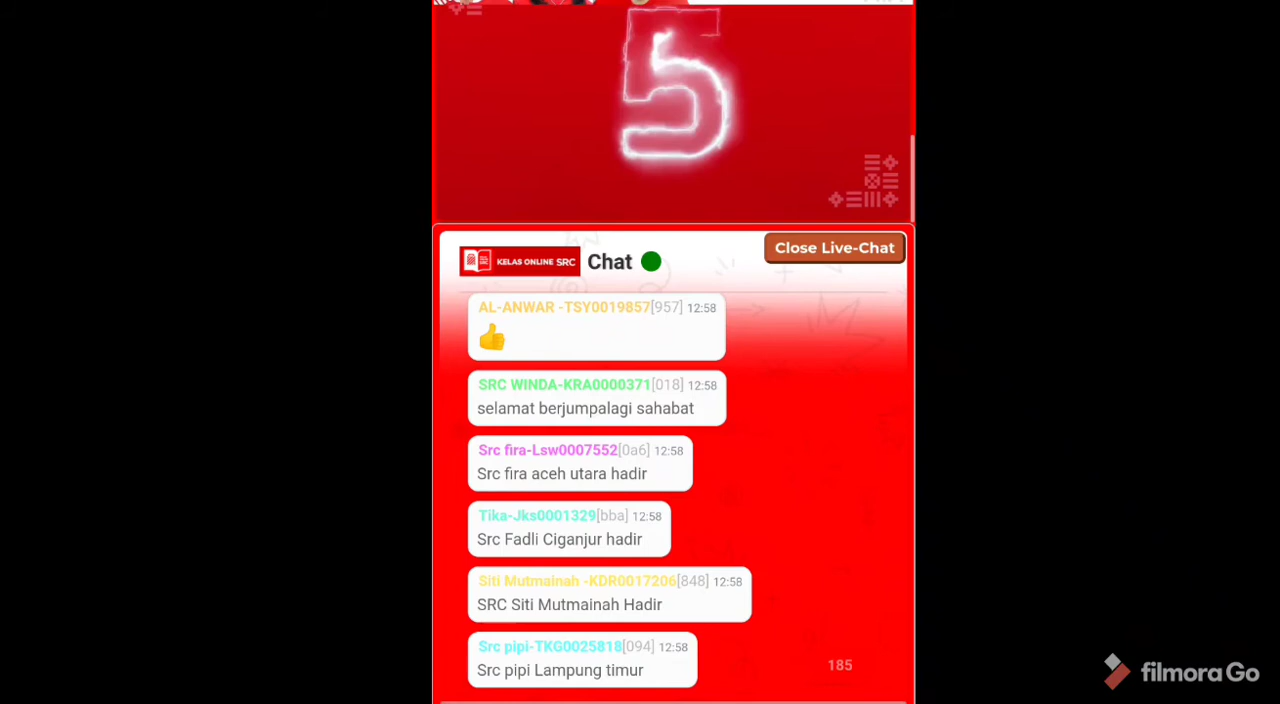 5
KELAS ONLINE SRC Chat
Close Live-Chat
AL-ANWAR -TSY0019857[957] 12:58
👍
SRC WINDA-KRA0000371[018] 12:58
selamat berjumpalagi sahabat
Src fira-Lsw0007552[0a6] 12:58
Src fira aceh utara hadir
Tika-Jks0001329[bba] 12:58
Src Fadli Ciganjur hadir
Siti Mutmainah -KDR0017206[848] 12:58
SRC Siti Mutmainah Hadir
Src pipi-TKG0025818[094] 12:58
Src pipi Lampung timur
185
filmora Go